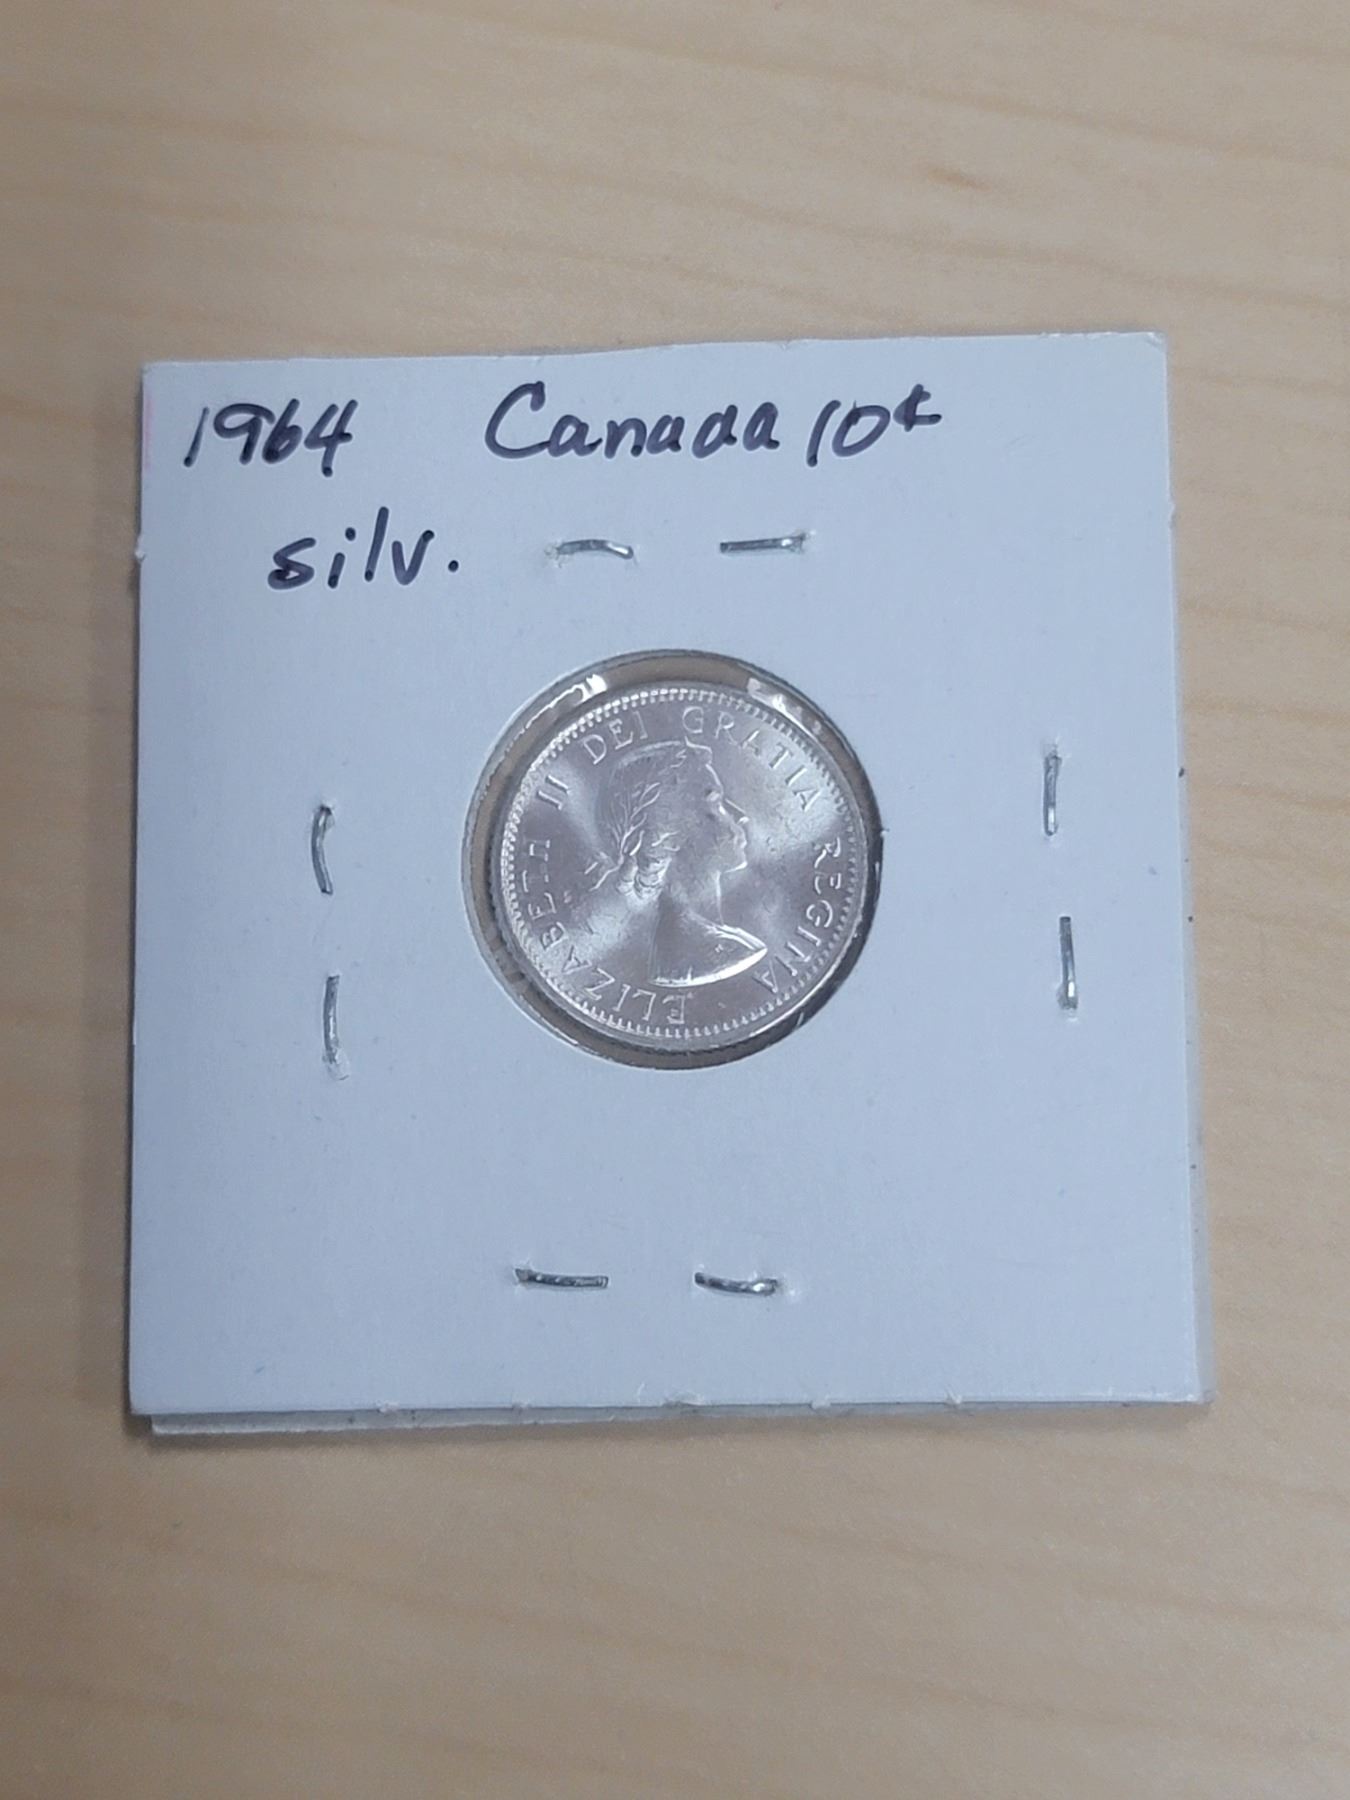 1964 Canada 10¢
silv.
ELIZABETH II DEI GRATIA REGINA